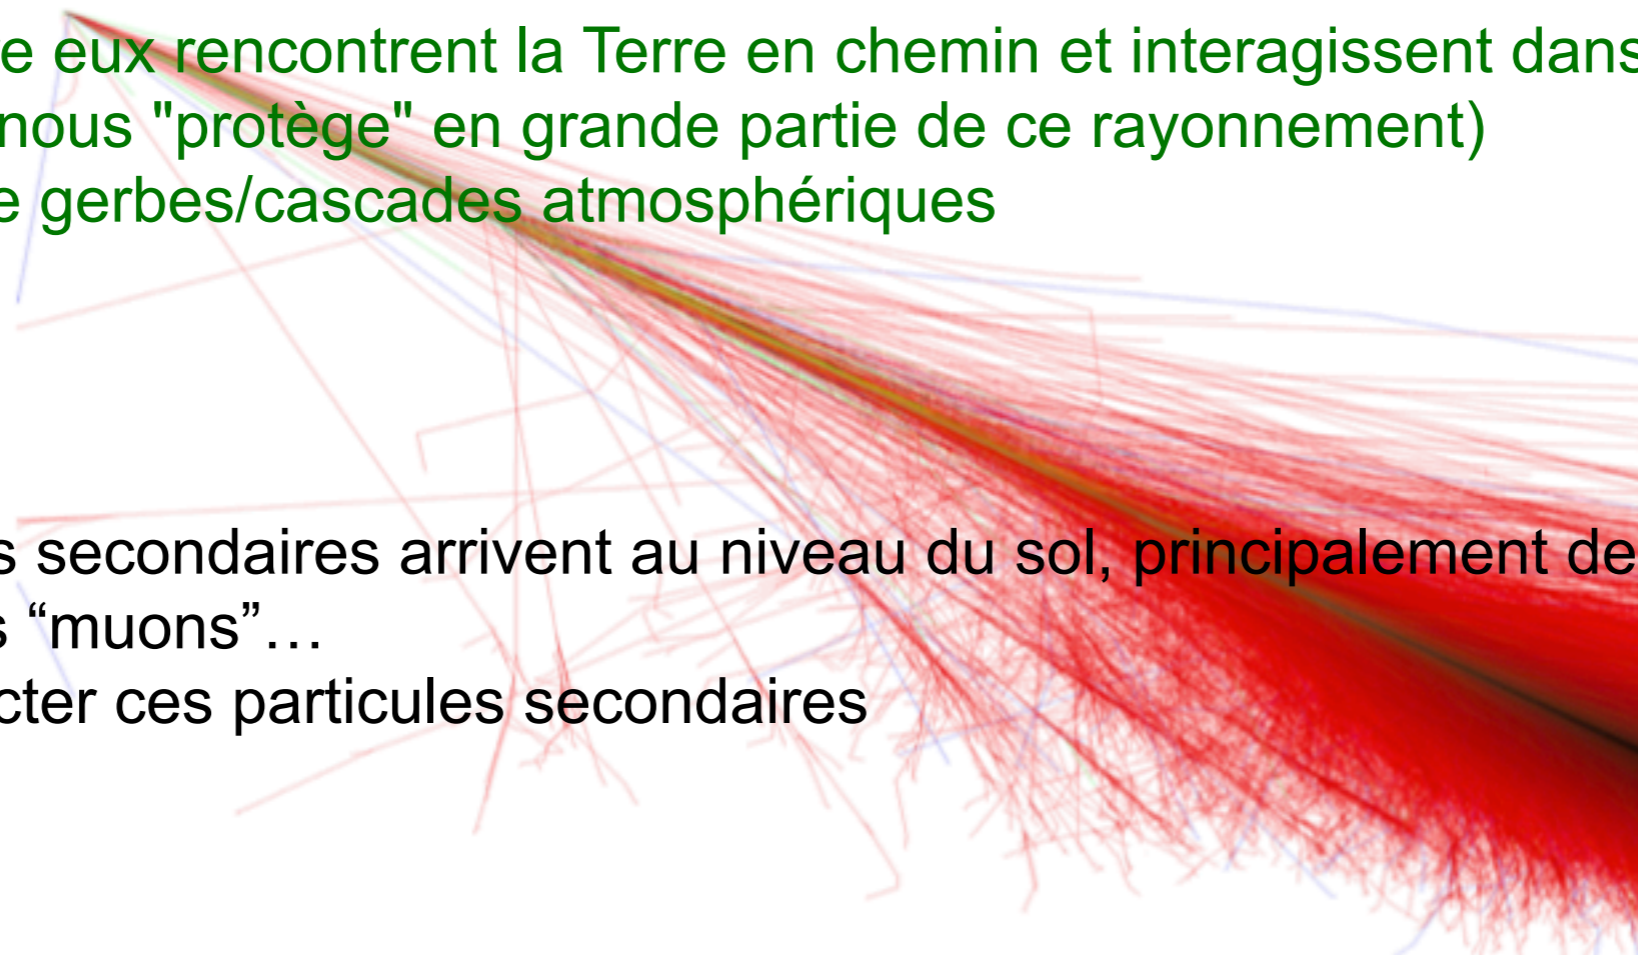 e eux rencontrent la Terre en chemin et interagissent dans
nous "protège" en grande partie de ce rayonnement)
e gerbes/cascades atmosphériques
s secondaires arrivent au niveau du sol, principalement de
s “muons”…
cter ces particules secondaires